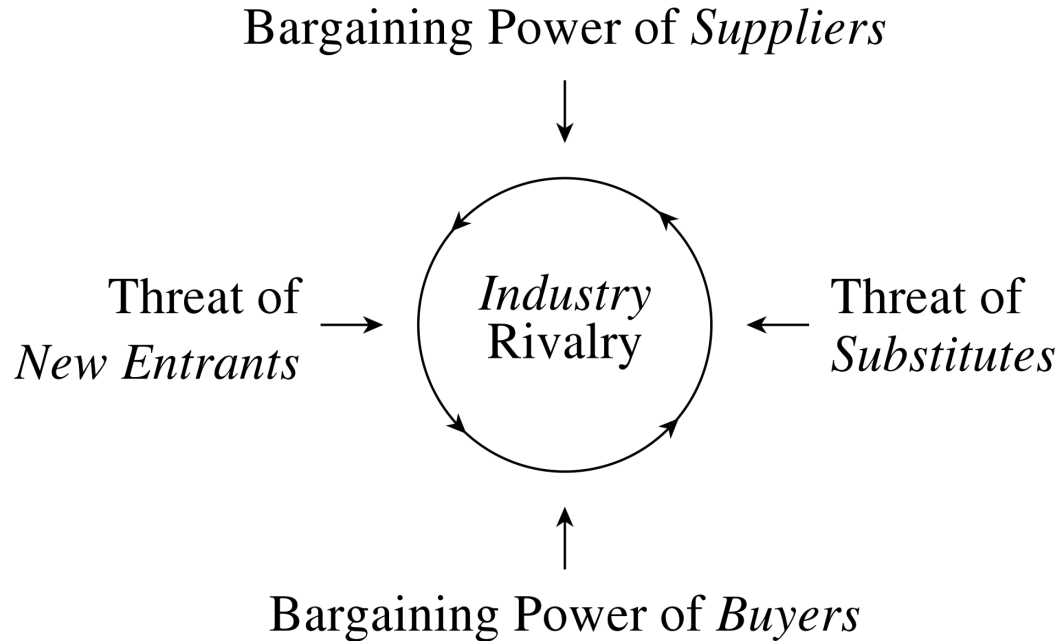 Bargaining Power of Suppliers
Threat of
New Entrants
Industry
Rivalry
Threat of
Substitutes
Bargaining Power of Buyers